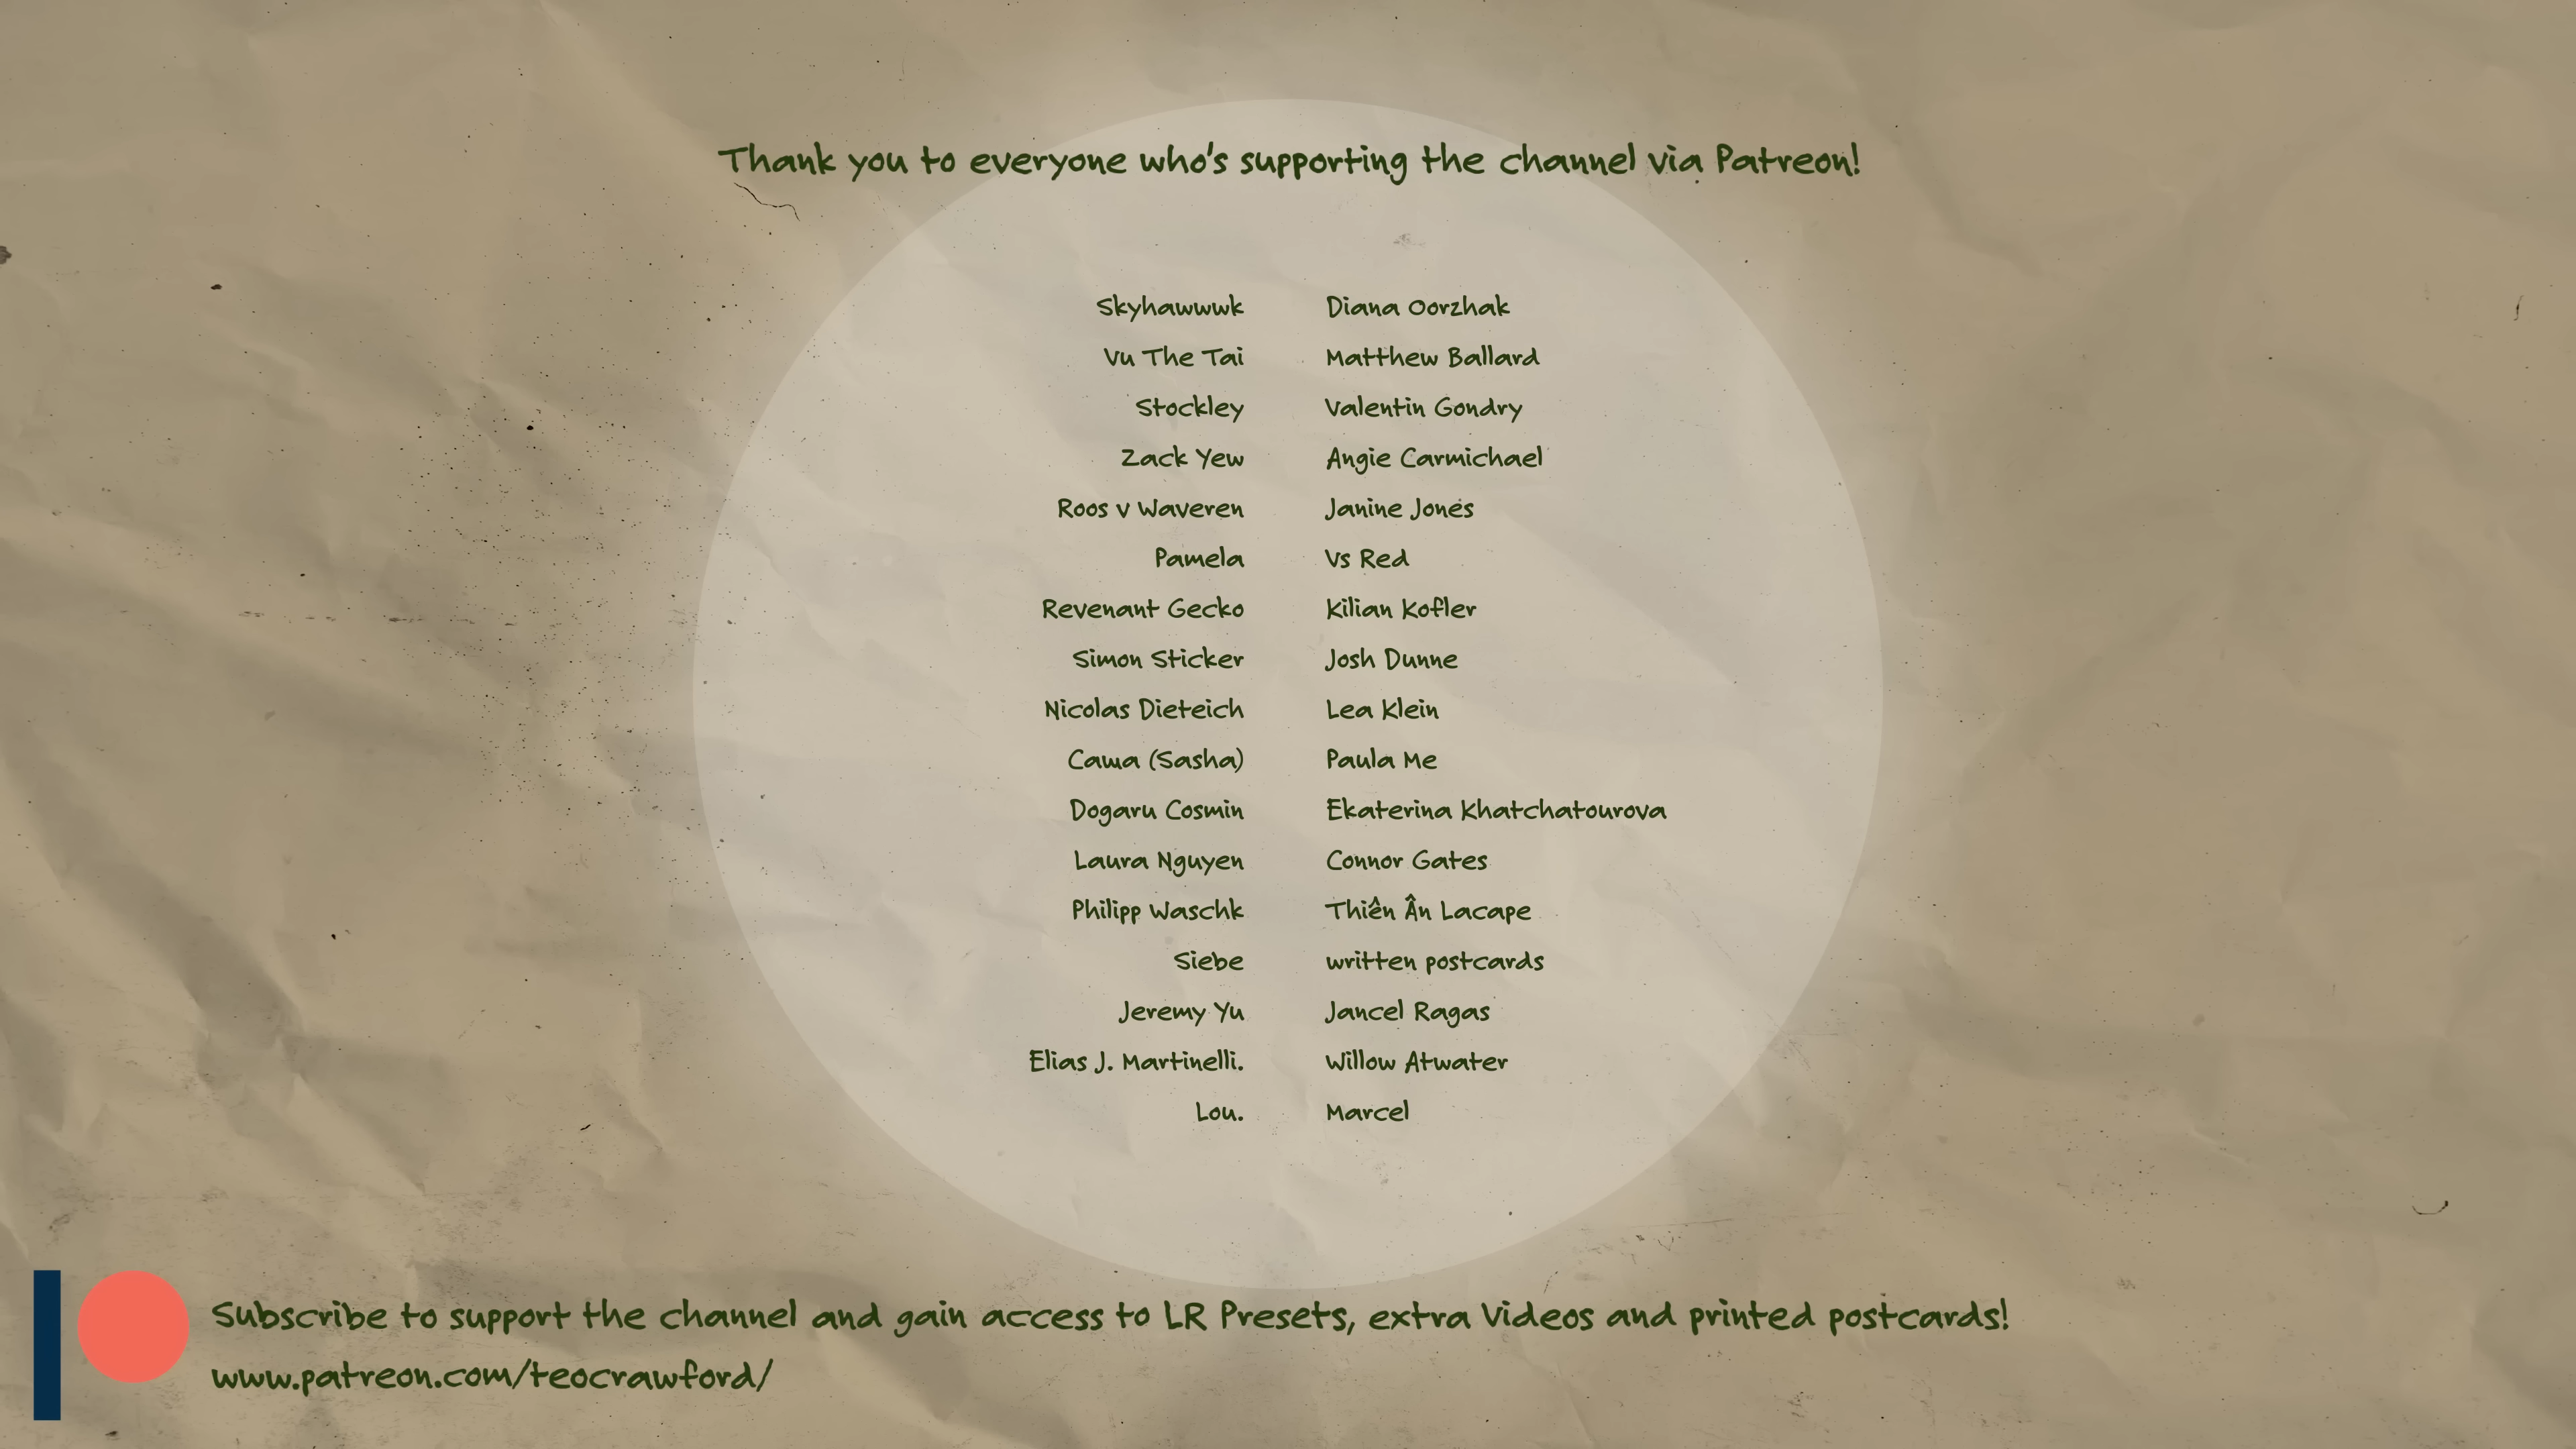 Thank you to everyone who's supporting the channel via Patreon!
Skyhawwwk Diana Oorzhak
Vu The Tai Matthew Ballard
Stockley Valentin Gondry
Zack Yew Angie Carmichael
Roos v Waveren Janine Jones
Pamela Vs Red
Revenant Gecko Kilian Kofler
Simon Sticker Josh Dunne
Nicolas Dieteich Lea Klein
Саша (Sasha) Paula Me
Dogaru Cosmin Ekaterina Khatchatourova
Laura Nguyen Connor Gates
Philipp Waschk Thiên Ân Lacape
Siebe written postcards
Jeremy Yu Jancel Ragas
Elias J. Martinelli. Willow Atwater
Lou. Marcel
Subscribe to support the channel and gain access to LR Presets, extra Videos and printed postcards!
www.patreon.com/teocrawford/